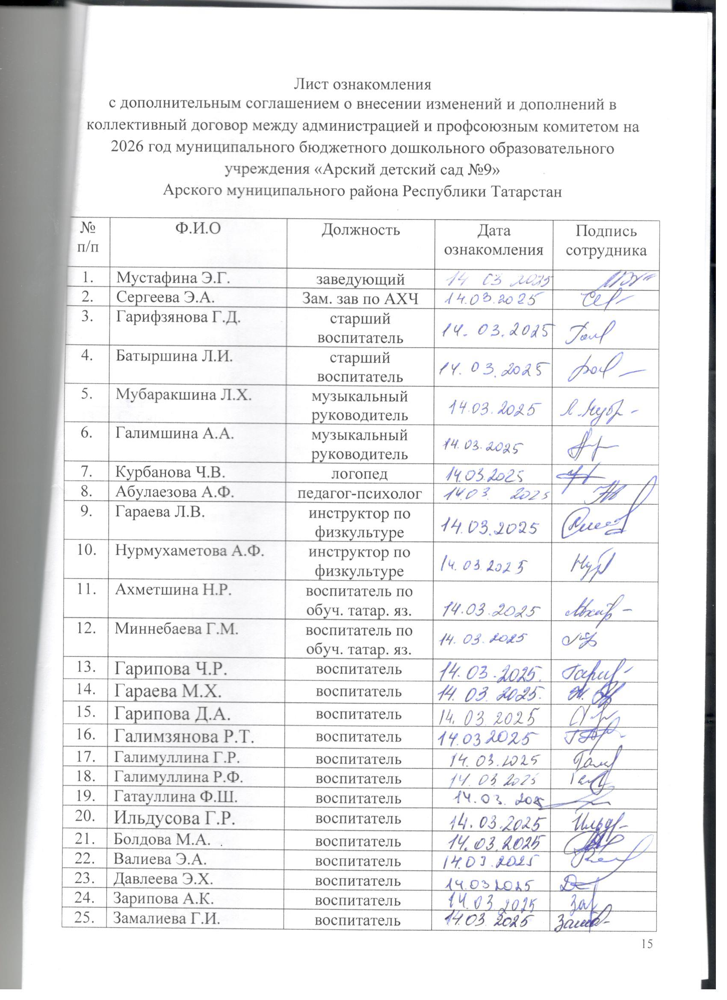 Лист ознакомления
с дополнительным соглашением о внесении изменений и дополнений в
коллективный договор между администрацией и профсоюзным комитетом на
2026 год муниципального бюджетного дошкольного образовательного
учреждения «Арский детский сад №9»
Арского муниципального района Республики Татарстан
№ п/п Ф.И.О Должность Дата ознакомления Подпись сотрудника
1. Мустафина Э.Г. заведующий 14 03 2025
2. Сергеева Э.А. Зам. зав по АХЧ 14.03.2025
3. Гарифзянова Г.Д. старший воспитатель 14. 03.2025
4. Батыршина Л.И. старший воспитатель 14. 03.2025
5. Мубаракшина Л.Х. музыкальный руководитель 14.03.2025
6. Галимшина А.А. музыкальный руководитель 14.03.2025
7. Курбанова Ч.В. логопед 14.03.2025
8. Абулаезова А.Ф. педагог-психолог 14.03. 2025
9. Гараева Л.В. инструктор по физкультуре 14.03.2025
10. Нурмухаметова А.Ф. инструктор по физкультуре 14.03.2025
11. Ахметшина Н.Р. воспитатель по обуч. татар. яз. 14.03.2025
12. Миннебаева Г.М. воспитатель по обуч. татар. яз. 14. 03. 2025
13. Гарипова Ч.Р. воспитатель 14. 03.2025.
14. Гараева М.Х. воспитатель 14. 03. 2025.
15. Гарипова Д.А. воспитатель 14. 03. 2025
16. Галимзянова Р.Т. воспитатель 14.03 2025
17. Галимуллина Г.Р. воспитатель 14. 03.2025
18. Галимуллина Р.Ф. воспитатель 14. 03. 2025
19. Гатауллина Ф.Ш. воспитатель 14.03.
20. Ильдусова Г.Р. воспитатель 14. 03.2025
21. Болдова М.А. воспитатель 14.03.2025
22. Валиева Э.А. воспитатель 14.03.2025
23. Давлеева Э.Х. воспитатель 14.03 2025
24. Зарипова А.К. воспитатель 14.03. 2025
25. Замалиева Г.И. воспитатель 14.03. 2025
15